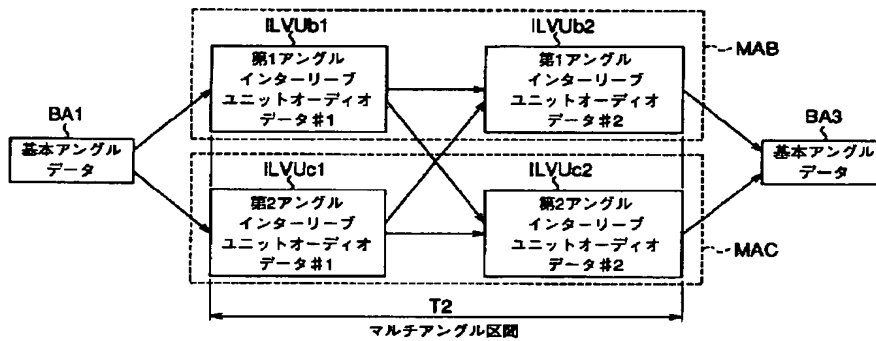 ILVUb1
ILVUb2
第1アングル
インターリーブ
ユニットオーディオ
データ#1
第1アングル
インターリーブ
ユニットオーディオ
データ#2
MAB
BA1
基本アングル
データ
BA3
基本アングル
データ
ILVUc1
ILVUc2
第2アングル
インターリーブ
ユニットオーディオ
データ#1
第2アングル
インターリーブ
ユニットオーディオ
データ#2
MAC
T2
マルチアングル区間